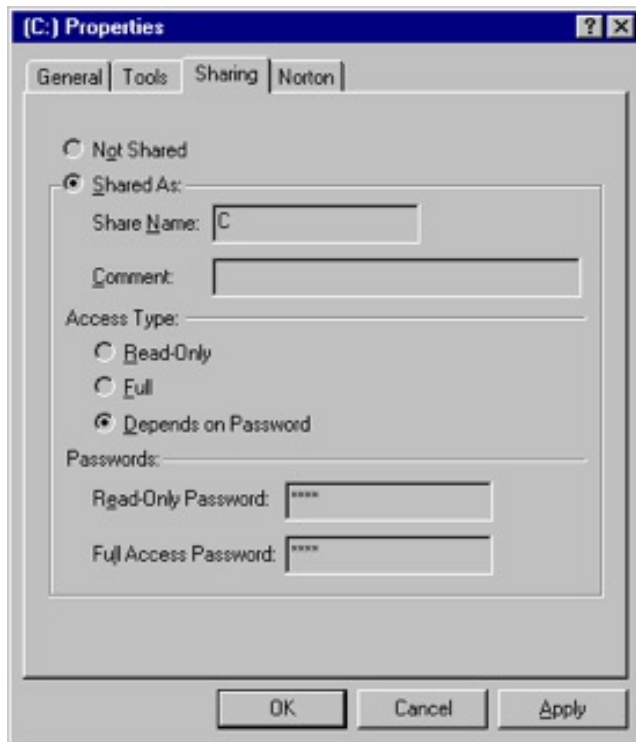 (C:) Properties
General Tools Sharing Norton
Not Shared
Shared As:
Share Name: C
Comment:
Access Type:
Read-Only
Full
Depends on Password
Passwords:
Read-Only Password: ****
Full Access Password: ****
OK Cancel Apply